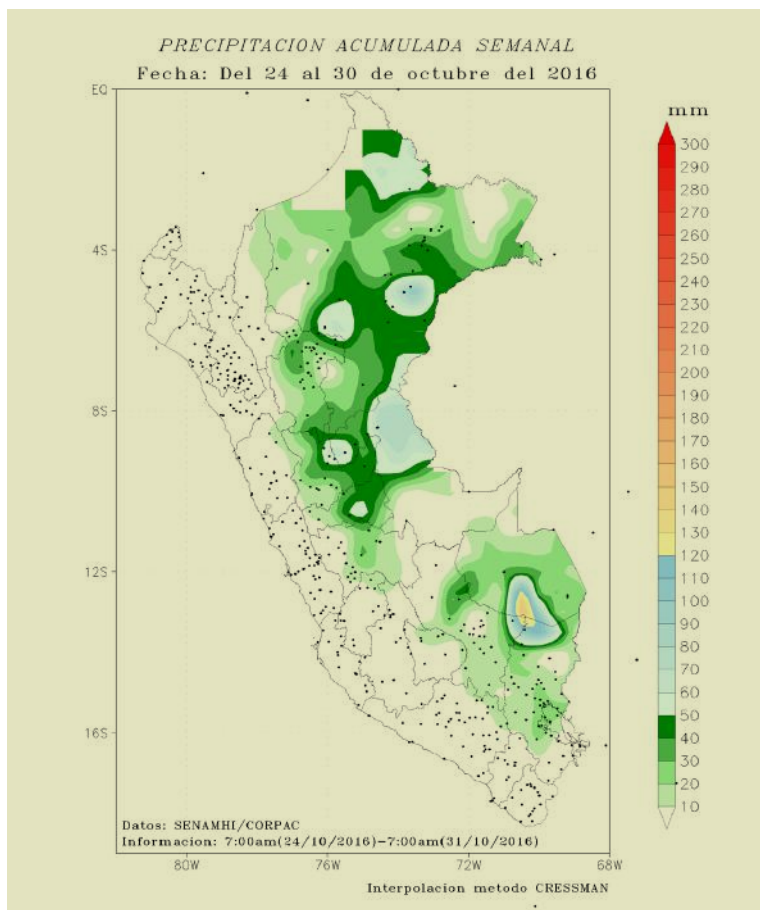 PRECIPITACION ACUMULADA SEMANAL
Fecha: Del 24 al 30 de octubre del 2016
EQ
4S
8S
12S
16S
80W
76W
72W
68W
mm
300
290
280
270
260
250
240
230
220
210
200
190
180
170
160
150
140
130
120
110
100
90
80
70
60
50
40
30
20
10
Datos: SENAMHI/CORPAC
Informacion: 7:00am(24/10/2016)-7:00am(31/10/2016)
Interpolacion metodo CRESSMAN